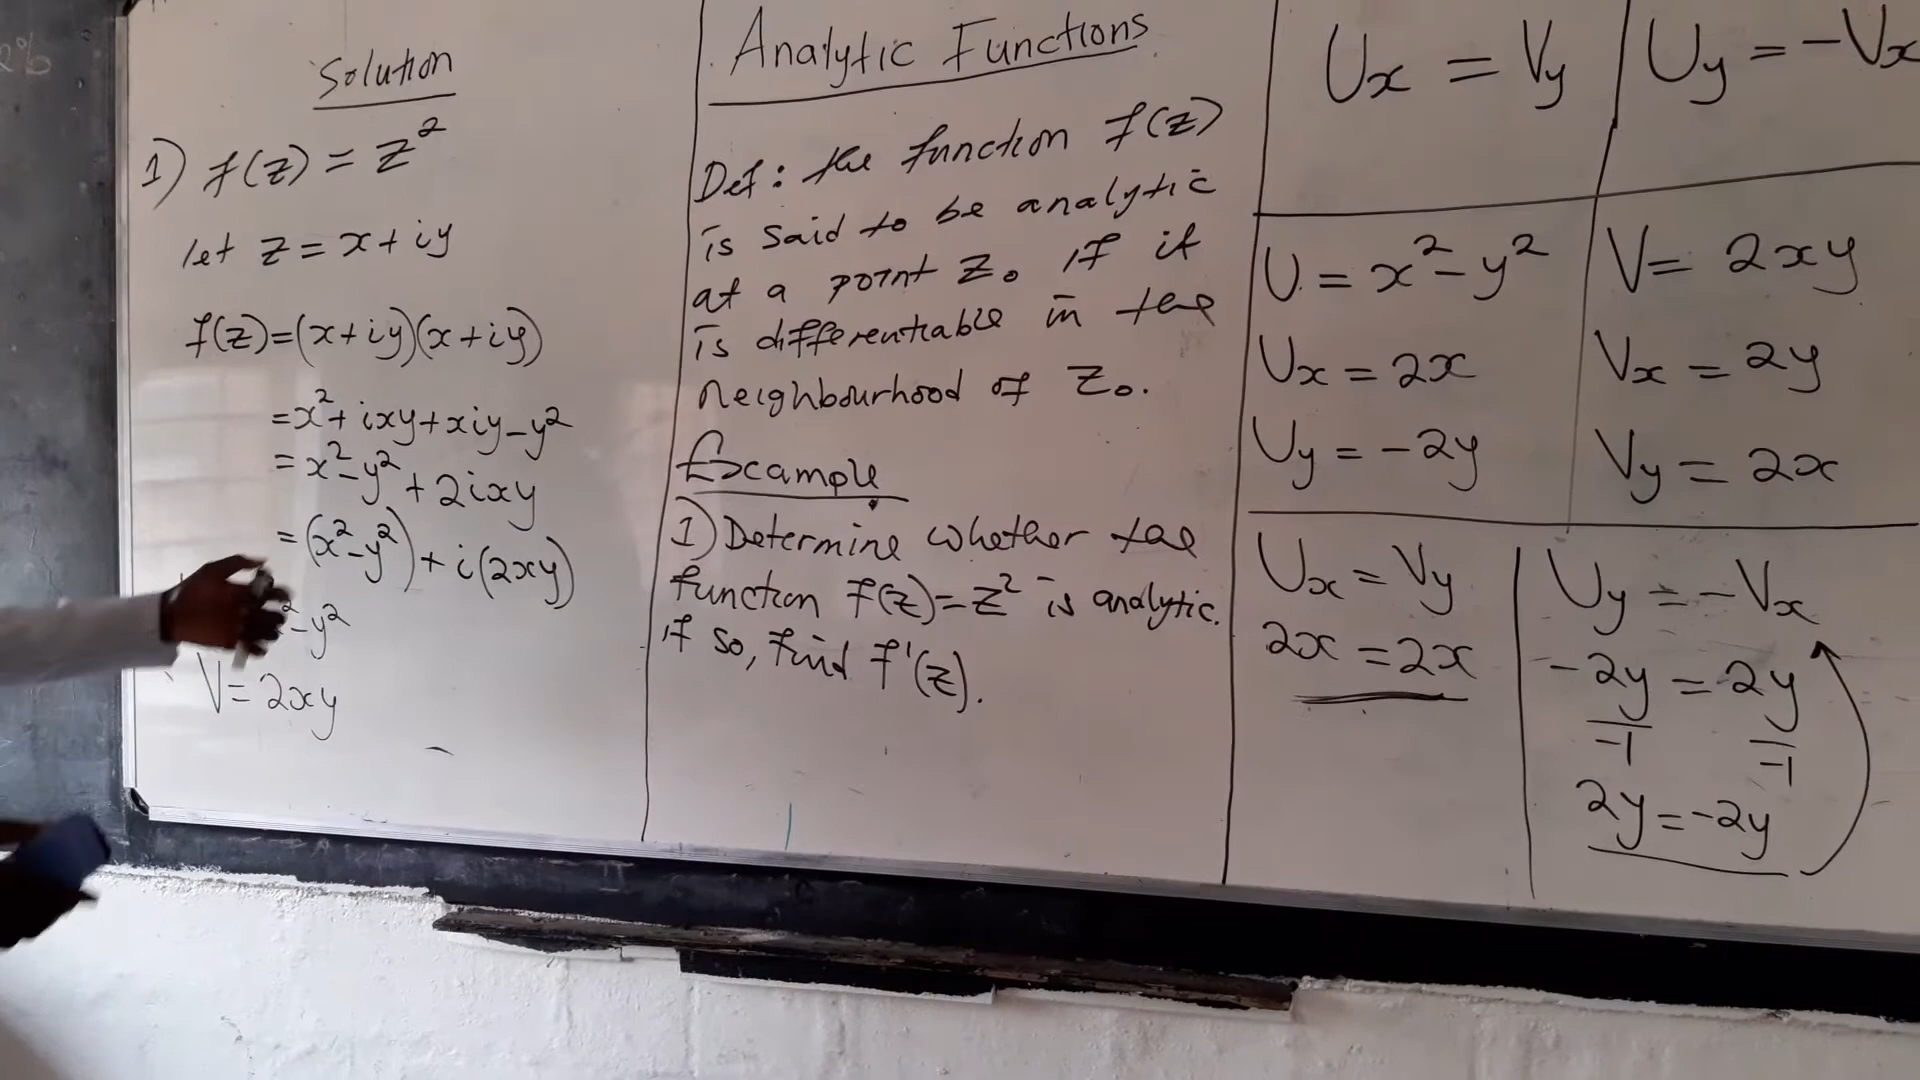 Solution
1) f(z) = z²
let z = x + iy
f(z) = (x + iy)(x + iy)
= x² + ixy + xiy - y²
= x² - y² + 2ixy
= (x² - y²) + i(2xy)
² - y²
V = 2xy
Analytic Functions
Def: the function f(z)
is said to be analytic
at a point z₀ if it
is differentiable in the
neighbourhood of z₀.
Example
1) Determine whether the
function f(z) = z² is analytic.
if so, find f'(z).
Ux = Vy
Uy = -Vx
U = x² - y²
Ux = 2x
Uy = -2y
V = 2xy
Vx = 2y
Vy = 2x
Ux = Vy
2x = 2x
Uy = -Vx
-2y = 2y
-1 -1
2y = -2y